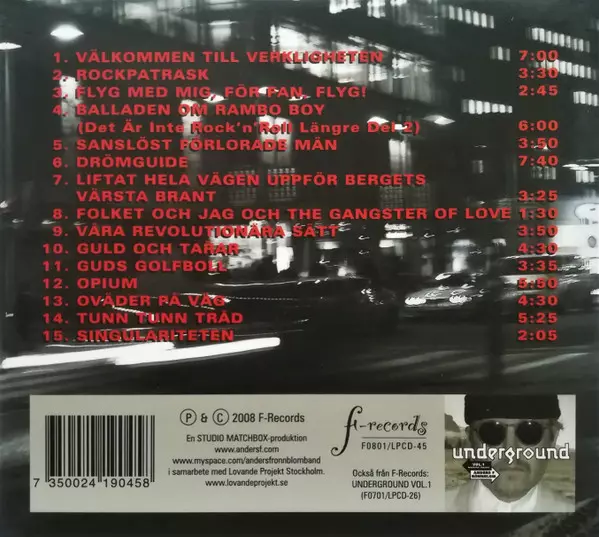 1. VÄLKOMMEN TILL VERKLIGHETEN 7:00
2. ROCKPATRASK 3:30
3. FLYG MED MIG, FÖR FAN, FLYG! 2:45
4. BALLADEN OM RAMBO BOY
(Det Är Inte Rock'n'Roll Längre Del 2) 6:00
5. SANSLÖST FÖRLORADE MÄN 3:50
6. DRÖMGUIDE 7:40
7. LIFTAT HELA VÄGEN UPPFÖR BERGETS
VÄRSTA BRANT 3:25
8. FOLKET OCH JAG OCH THE GANGSTER OF LOVE 1:30
9. VÅRA REVOLUTIONÄRA SÄTT 3:50
10. GULD OCH TÅRAR 4:30
11. GUDS GOLFBOLL 3:35
12. OPIUM 5:50
13. OVÄDER PÅ VÄG 4:30
14. TUNN TUNN TRÅD 5:25
15. SINGULARITETEN 2:05
7 350024 190458
P & C 2008 F-Records
En STUDIO MATCHBOX-produktion
www.andersf.com
www.myspace.com/andersfronnblomband
i samarbete med Lovande Projekt Stockholm.
www.lovandeprojekt.se
f-records
F0801/LPCD-45
Också från F-Records:
UNDERGROUND VOL.1
(F0701/LPCD-26)
underground
VOL.1